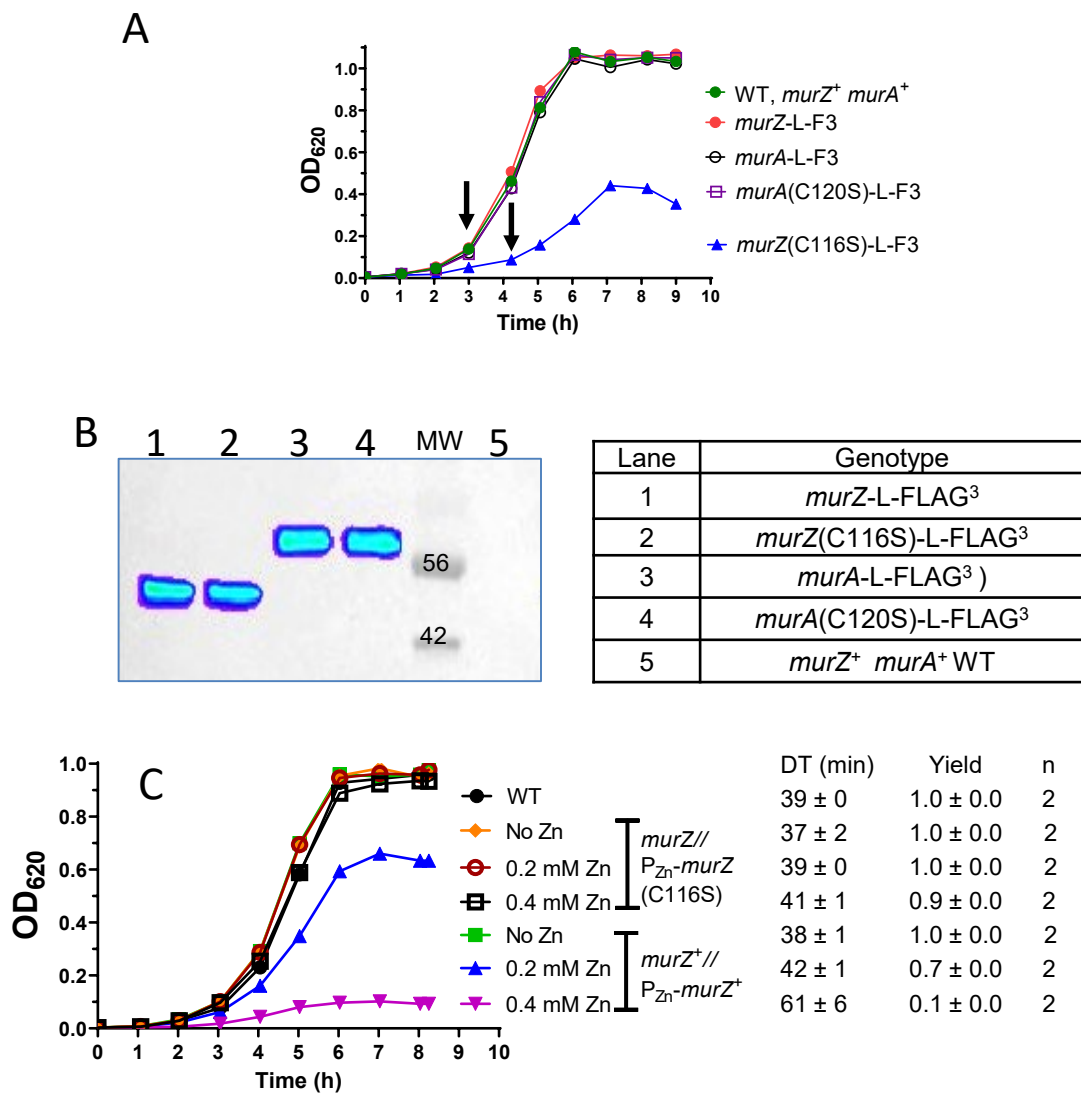 A
OD₆₂₀
1.0
0.8
0.6
0.4
0.2
0.0
0 1 2 3 4 5 6 7 8 9 10
Time (h)
WT, murZ⁺ murA⁺
murZ-L-F3
murA-L-F3
murA(C120S)-L-F3
murZ(C116S)-L-F3
B
1 2 3 4 MW 5
56
42
Lane Genotype
1 murZ-L-FLAG³
2 murZ(C116S)-L-FLAG³
3 murA-L-FLAG³ )
4 murA(C120S)-L-FLAG³
5 murZ⁺ murA⁺ WT
C
OD₆₂₀
1.0
0.8
0.6
0.4
0.2
0.0
0 1 2 3 4 5 6 7 8 9 10
Time (h)
DT (min) Yield n
WT 39 ± 0 1.0 ± 0.0 2
No Zn 37 ± 2 1.0 ± 0.0 2
0.2 mM Zn 39 ± 0 1.0 ± 0.0 2
0.4 mM Zn 41 ± 1 0.9 ± 0.0 2
murZ//
P_Zn-murZ
(C116S)
No Zn 38 ± 1 1.0 ± 0.0 2
0.2 mM Zn 42 ± 1 0.7 ± 0.0 2
0.4 mM Zn 61 ± 6 0.1 ± 0.0 2
murZ⁺//
P_Zn-murZ⁺